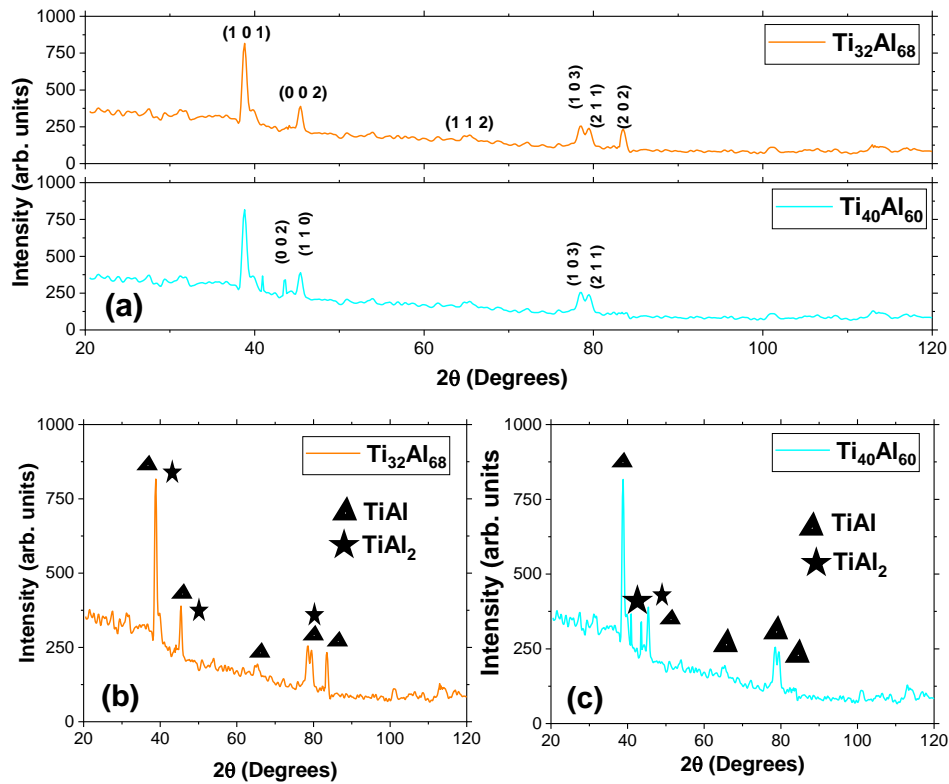 1000
750
500
250
0
(1 0 1)
(0 0 2)
(1 1 2)
(1 0 3)
(2 1 1)
(2 0 2)
Ti32Al68
1000
750
500
250
0
(0 0 2)
(1 1 0)
(1 0 3)
(2 1 1)
Ti40Al60
(a)
Intensity (arb. units)
20 40 60 80 100 120
2θ (Degrees)
1000
750
500
250
0
Intensity (arb. units)
Ti32Al68
TiAl
TiAl2
(b)
20 40 60 80 100 120
2θ (Degrees)
1000
750
500
250
0
Intensity (arb. units
Ti40Al60
TiAl
TiAl2
(c)
20 40 60 80 100 120
2θ (Degrees)